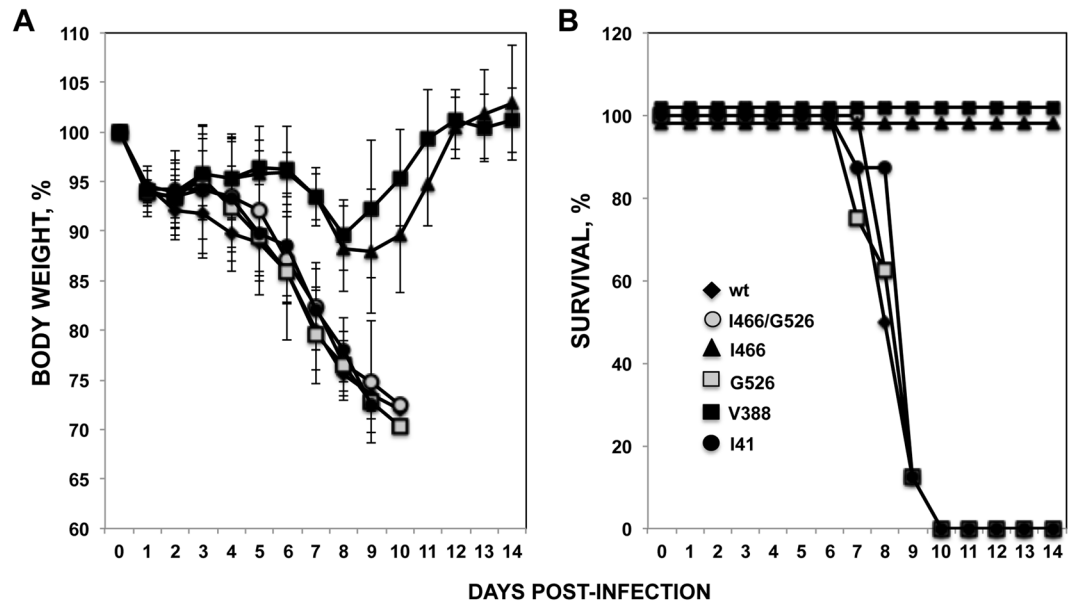 A
BODY WEIGHT, %
110
105
100
95
90
85
80
75
70
65
60
0 1 2 3 4 5 6 7 8 9 10 11 12 13 14
B
SURVIVAL, %
120
100
80
60
40
20
0
wt
I466/G526
I466
G526
V388
I41
0 1 2 3 4 5 6 7 8 9 10 11 12 13 14
DAYS POST-INFECTION